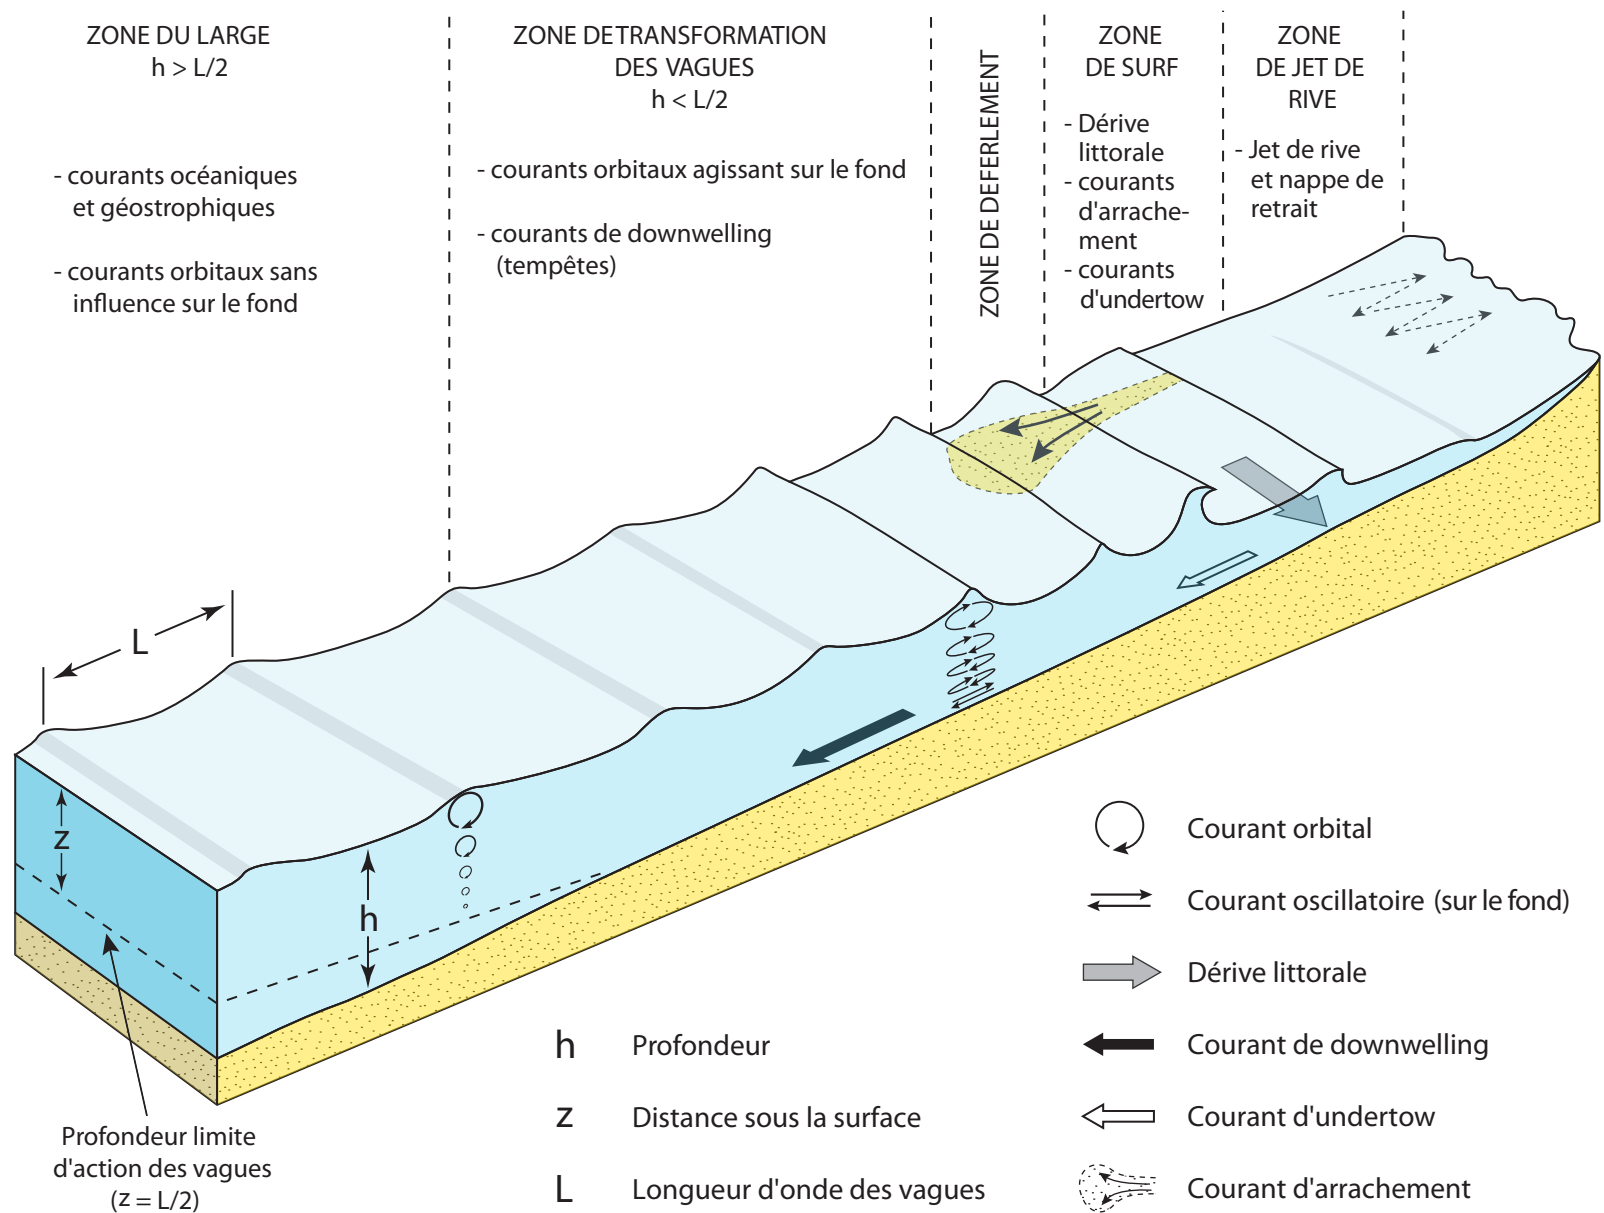 ZONE DU LARGE
h > L/2
- courants océaniques
et géostrophiques
- courants orbitaux sans
influence sur le fond
ZONE DE TRANSFORMATION
DES VAGUES
h < L/2
- courants orbitaux agissant sur le fond
- courants de downwelling
(tempêtes)
ZONE DE DEFERLEMENT
ZONE
DE SURF
- Dérive
littorale
- courants
d'arrache-
ment
- courants
d'undertow
ZONE
DE JET DE
RIVE
- Jet de rive
et nappe de
retrait
L
z
h
Profondeur limite
d'action des vagues
(z = L/2)
h Profondeur
z Distance sous la surface
L Longueur d'onde des vagues
Courant orbital
Courant oscillatoire (sur le fond)
Dérive littorale
Courant de downwelling
Courant d'undertow
Courant d'arrachement